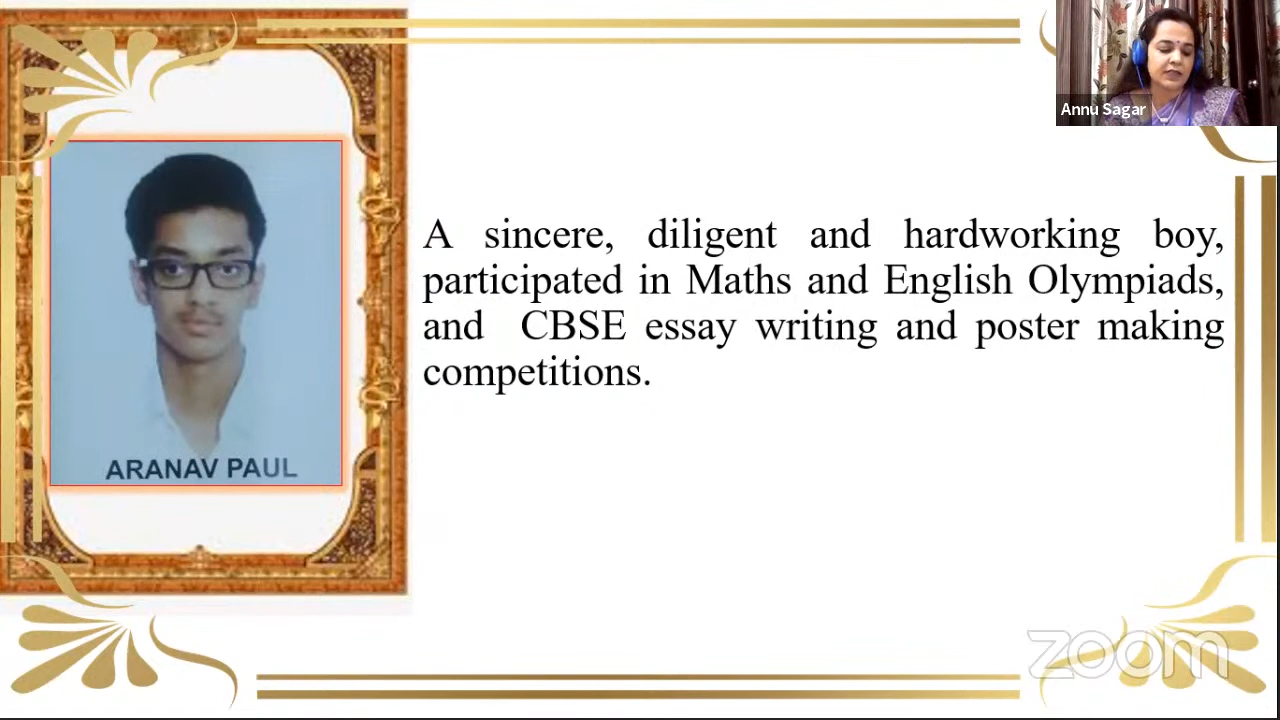 Annu Sagar
A sincere, diligent and hardworking boy,
participated in Maths and English Olympiads,
and CBSE essay writing and poster making
competitions.
ARANAV PAUL
zoom